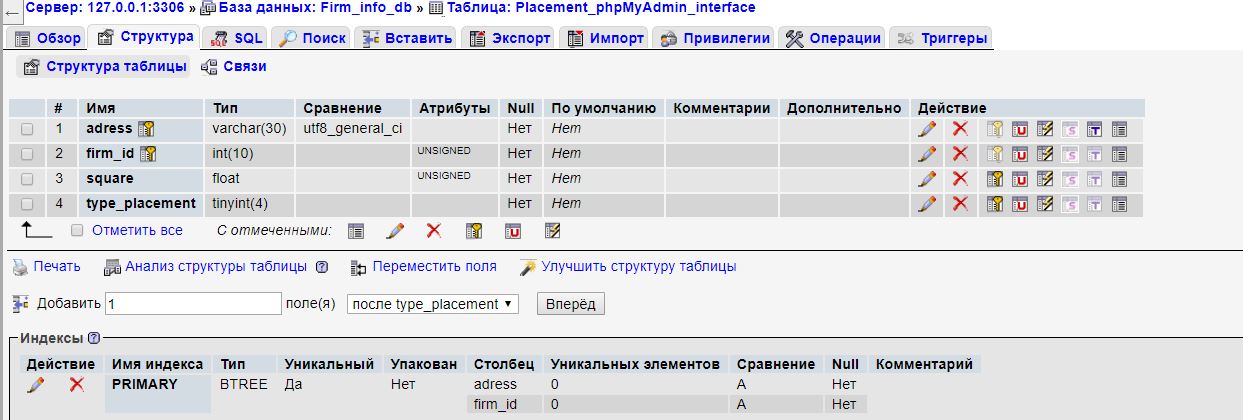 ← Сервер: 127.0.0.1:3306 » База данных: Firm_info_db » Таблица: Placement_phpMyAdmin_interface
Обзор Структура SQL Поиск Вставить Экспорт Импорт Привилегии Операции Триггеры
Структура таблицы Связи
# Имя Тип Сравнение Атрибуты Null По умолчанию Комментарии Дополнительно Действие
1 adress varchar(30) utf8_general_ci Нет Нет
2 firm_id int(10) UNSIGNED Нет Нет
3 square float UNSIGNED Нет Нет
4 type_placement tinyint(4) Нет Нет
Отметить все С отмеченными:
Печать Анализ структуры таблицы Переместить поля Улучшить структуру таблицы
Добавить 1 поле(я) после type_placement Вперёд
Индексы
Действие Имя индекса Тип Уникальный Упакован Столбец Уникальных элементов Сравнение Null Комментарий
PRIMARY BTREE Да Нет adress 0 A Нет
firm_id 0 A Нет